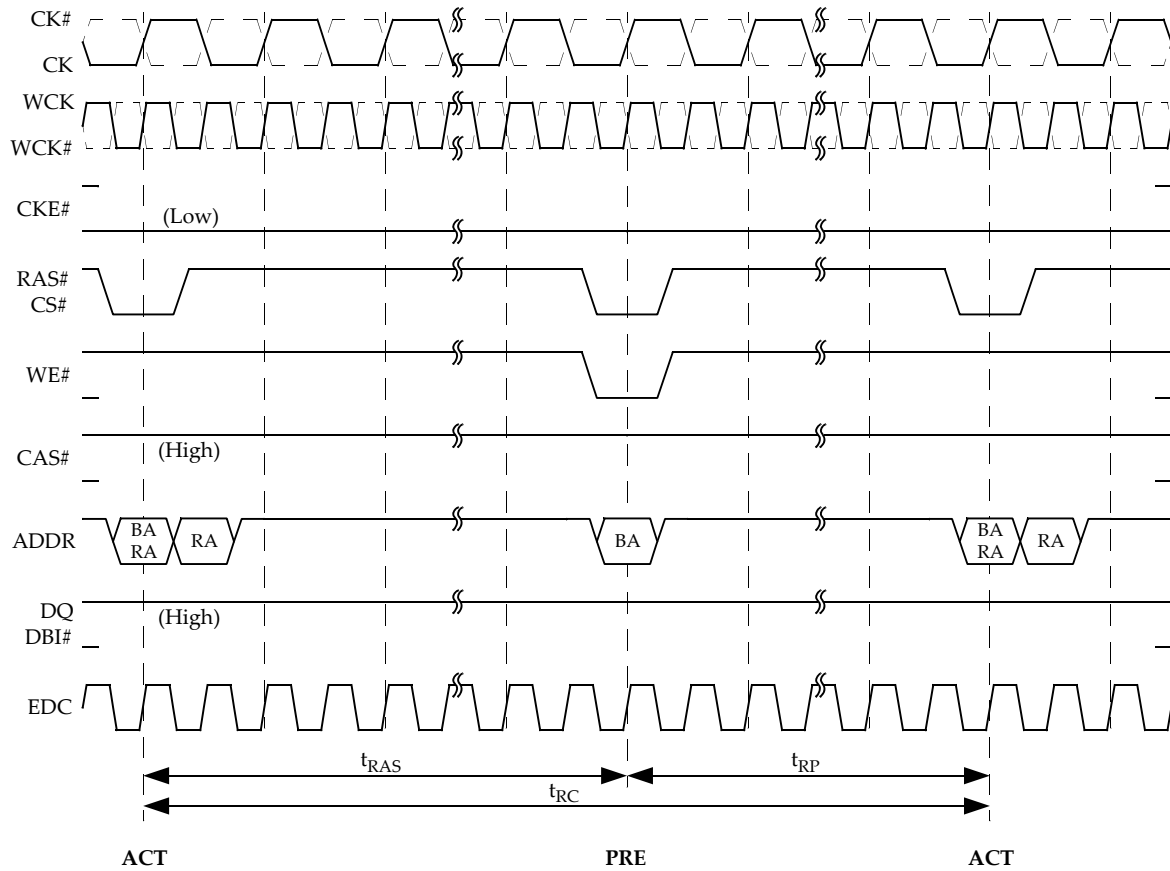 CK#
CK
WCK
WCK#
CKE#
(Low)
RAS#
CS#
WE#
CAS#
(High)
ADDR
BA
RA
RA
BA
BA
RA
RA
DQ
DBI#
(High)
EDC
tRAS
tRP
tRC
ACT PRE ACT